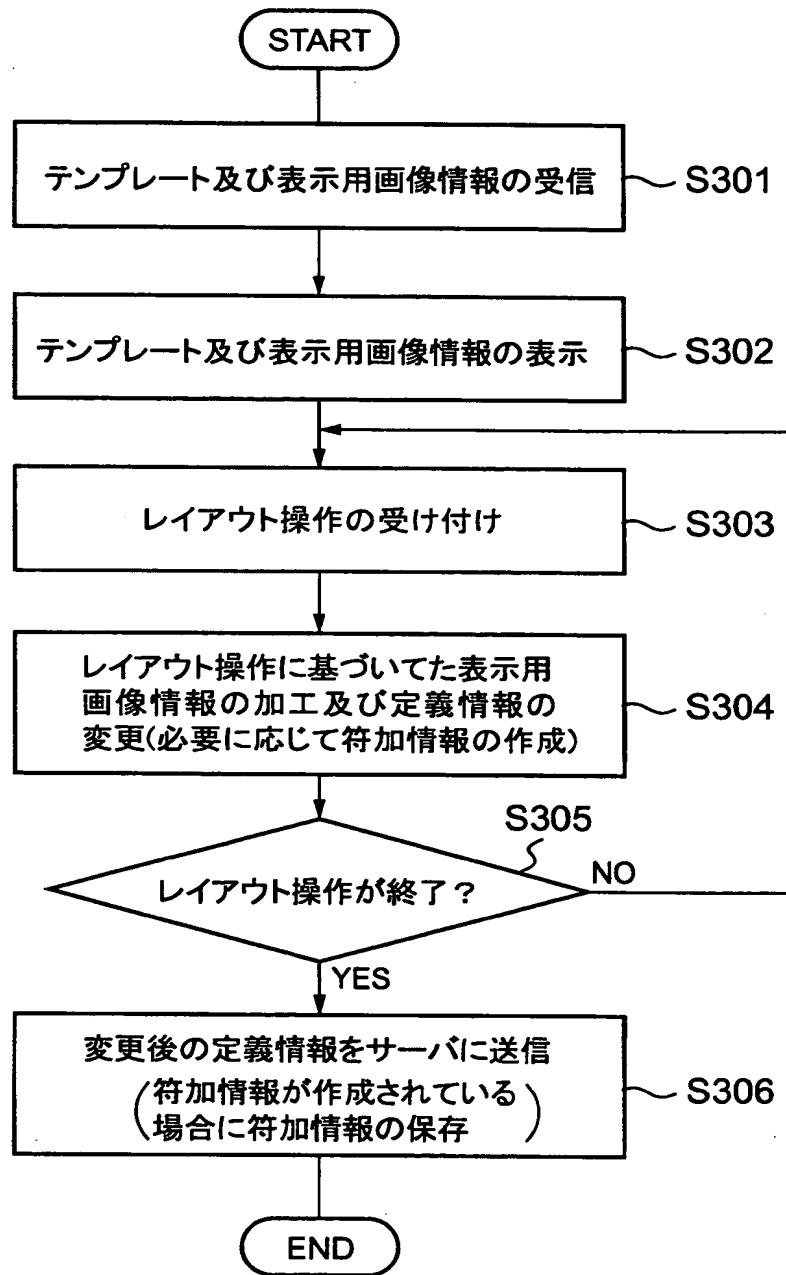 START
テンプレート及び表示用画像情報の受信
S301
テンプレート及び表示用画像情報の表示
S302
レイアウト操作の受け付け
S303
レイアウト操作に基づいてた表示用
画像情報の加工及び定義情報の
変更(必要に応じて符加情報の作成)
S304
S305
レイアウト操作が終了?
NO
YES
変更後の定義情報をサーバに送信
(符加情報が作成されている
場合に符加情報の保存)
S306
END